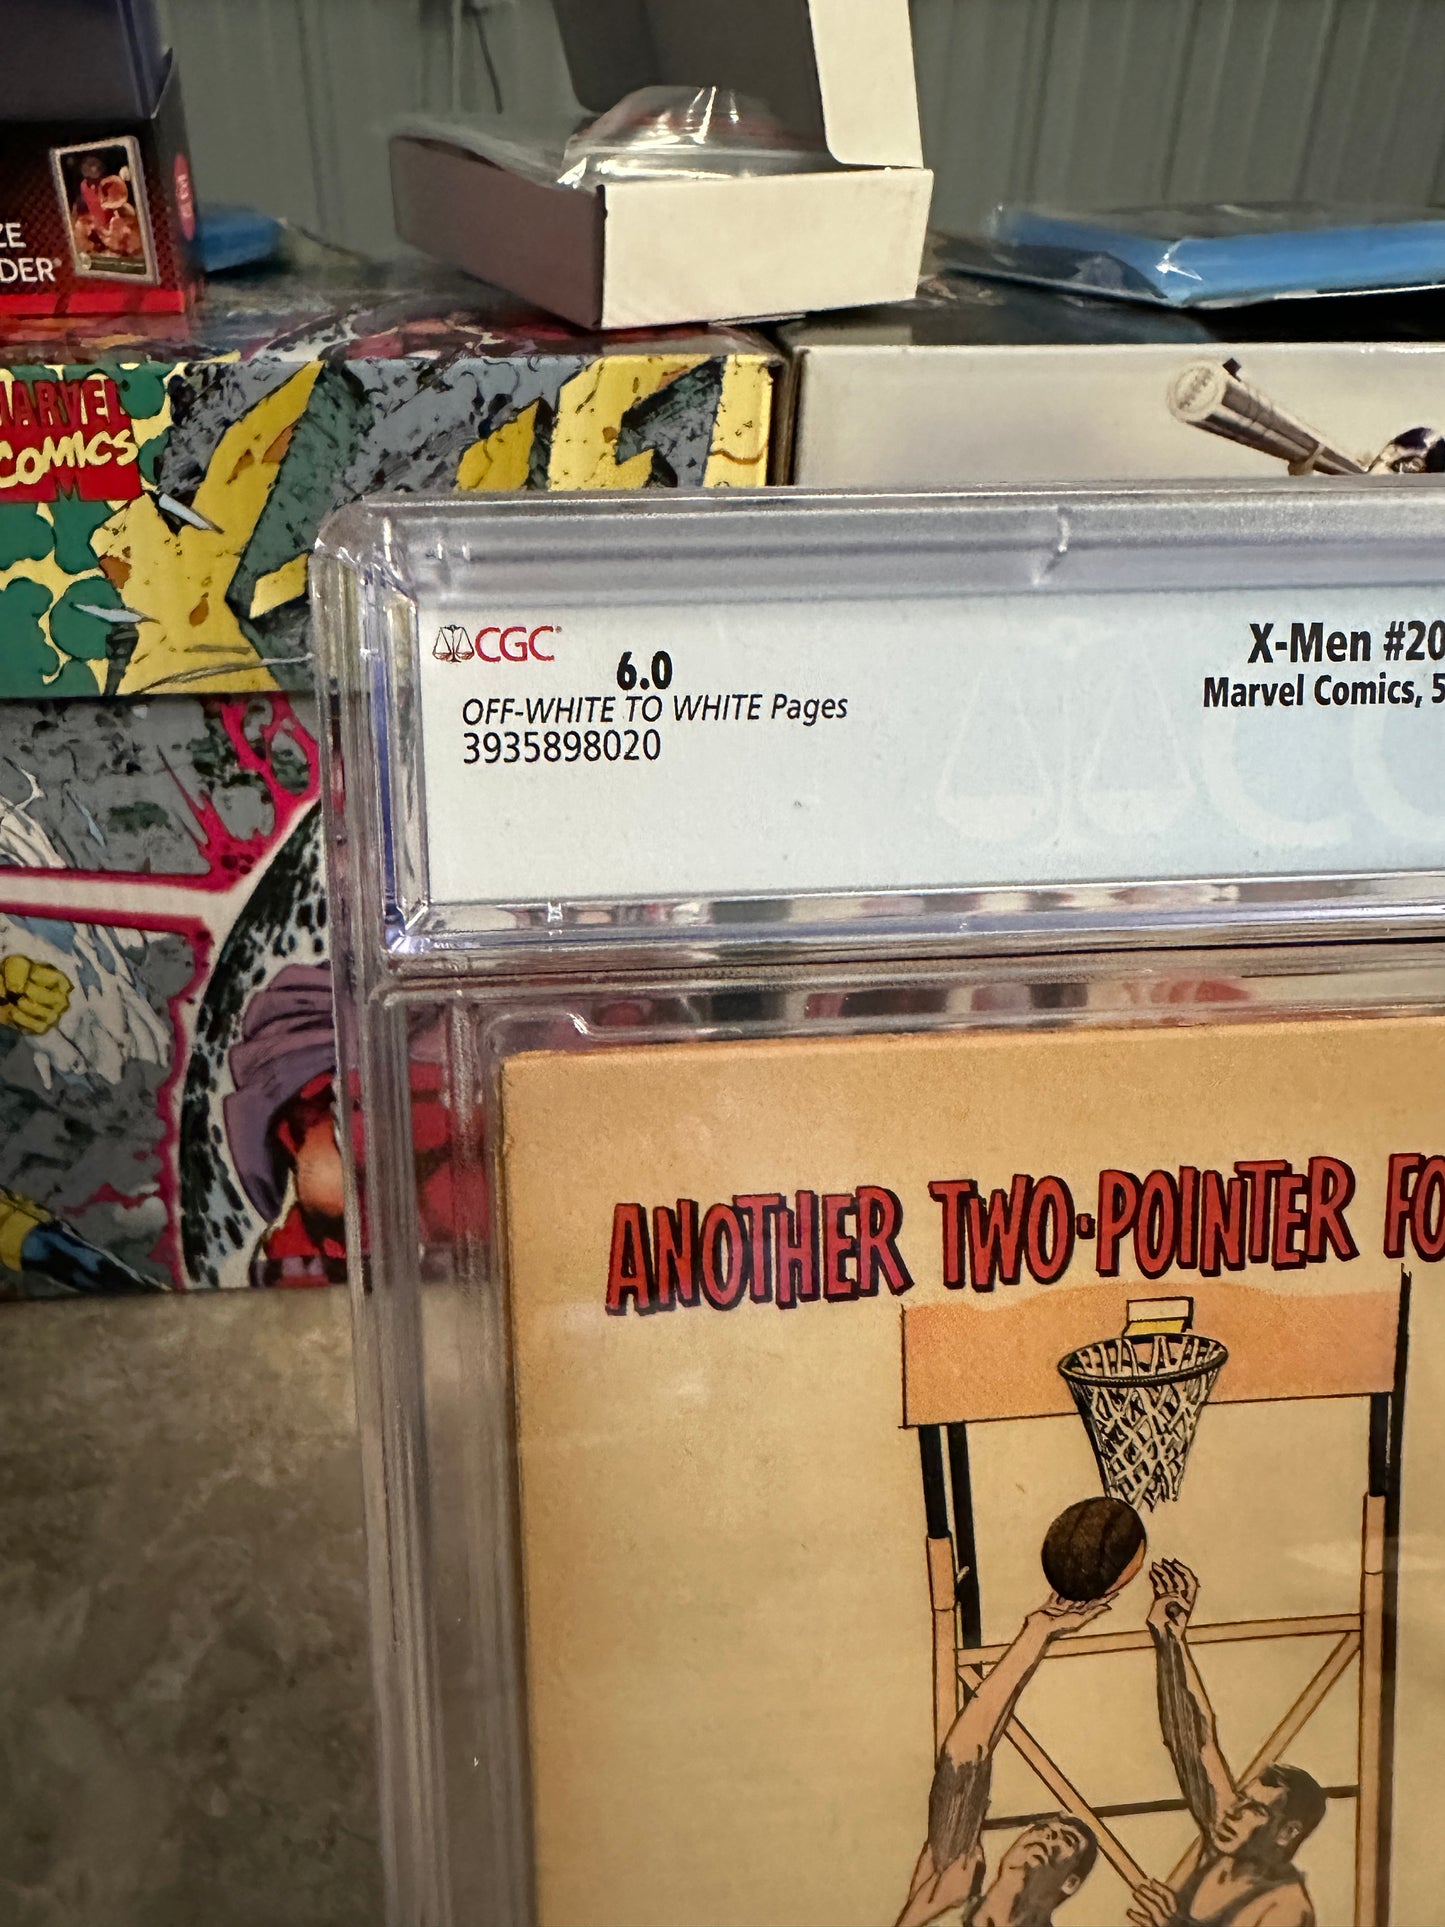 ZE
DER
MARVEL
COMICS
CGC
6.0
OFF-WHITE TO WHITE Pages
3935898020
X-Men #20
Marvel Comics, 5
ANOTHER TWO-POINTER FO